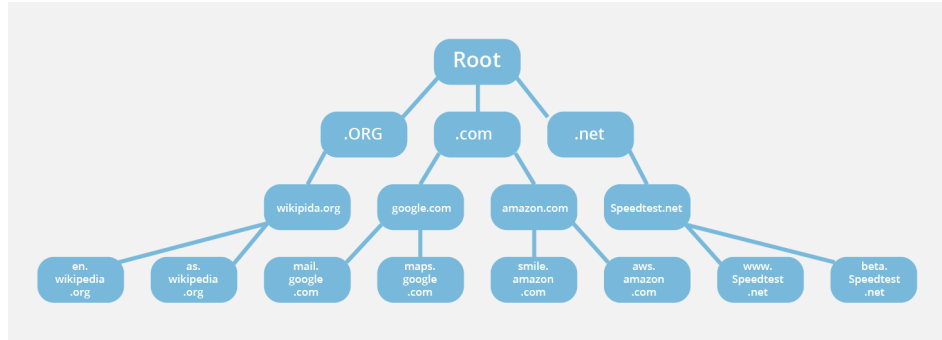 Root
.ORG
.com
.net
wikipida.org
google.com
amazon.com
Speedtest.net
en.
wikipedia
.org
as.
wikipedia
.org
mail.
google
.com
maps.
google
.com
smile.
amazon
.com
aws.
amazon
.com
www.
Speedtest
.net
beta.
Speedtest
.net